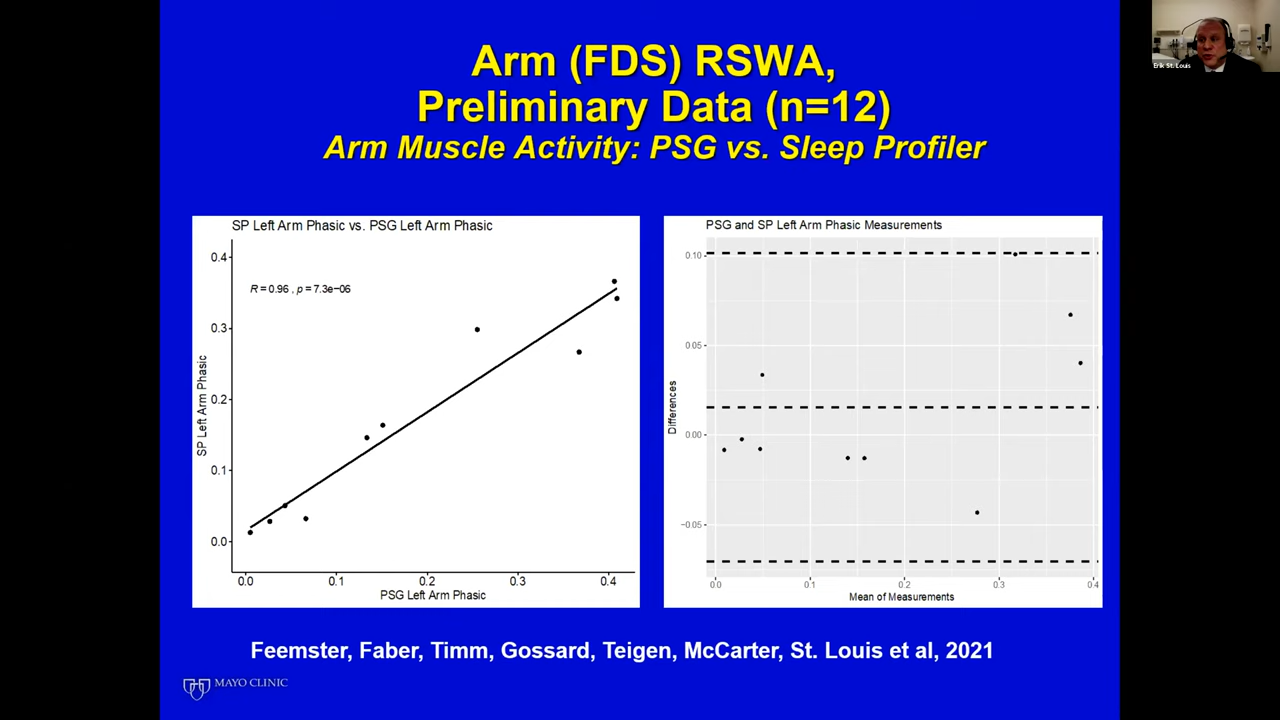 Arm (FDS) RSWA,
Preliminary Data (n=12)
Arm Muscle Activity: PSG vs. Sleep Profiler
Erik St. Louis
SP Left Arm Phasic vs. PSG Left Arm Phasic
R = 0.96 , p = 7.3e−06
SP Left Arm Phasic
0.4
0.3
0.2
0.1
0.0
0.0 0.1 0.2 0.3 0.4
PSG Left Arm Phasic
PSG and SP Left Arm Phasic Measurements
Differences
0.10
0.05
0.00
−0.05
0.0 0.1 0.2 0.3 0.4
Mean of Measurements
Feemster, Faber, Timm, Gossard, Teigen, McCarter, St. Louis et al, 2021
MAYO CLINIC